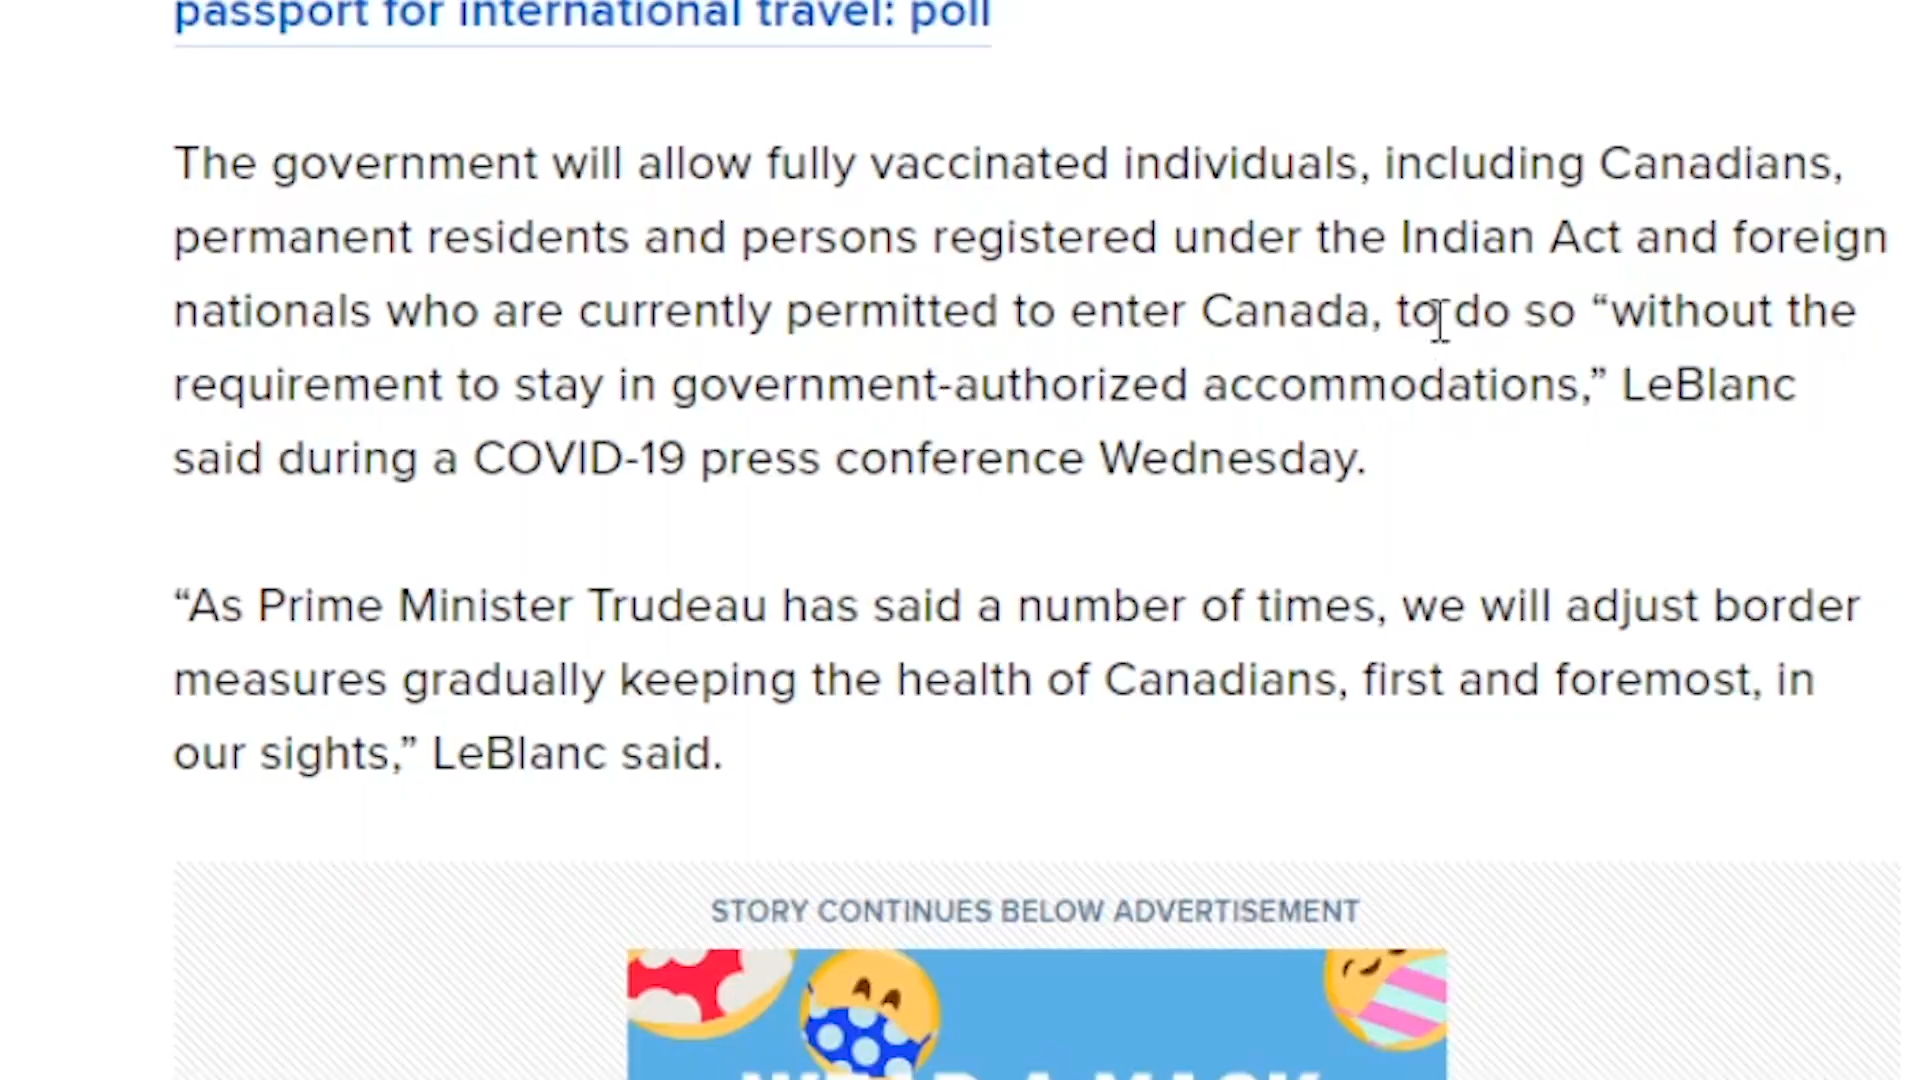 passport for international travel: poll
The government will allow fully vaccinated individuals, including Canadians,
permanent residents and persons registered under the Indian Act and foreign
nationals who are currently permitted to enter Canada, to do so “without the
requirement to stay in government-authorized accommodations,” LeBlanc
said during a COVID-19 press conference Wednesday.
“As Prime Minister Trudeau has said a number of times, we will adjust border
measures gradually keeping the health of Canadians, first and foremost, in
our sights,” LeBlanc said.
STORY CONTINUES BELOW ADVERTISEMENT
WEAR A MASK